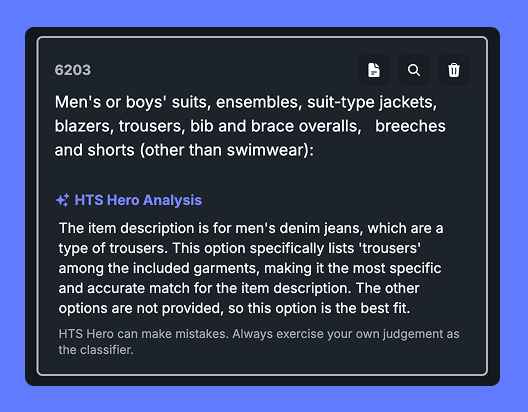 6203
Men's or boys' suits, ensembles, suit-type jackets,
blazers, trousers, bib and brace overalls,   breeches
and shorts (other than swimwear):
HTS Hero Analysis
The item description is for men's denim jeans, which are a
type of trousers. This option specifically lists 'trousers'
among the included garments, making it the most specific
and accurate match for the item description. The other
options are not provided, so this option is the best fit.
HTS Hero can make mistakes. Always exercise your own judgement as
the classifier.